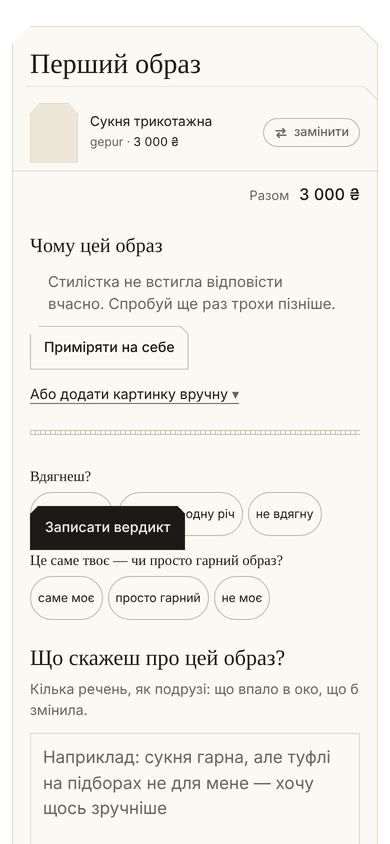 Перший образ
Сукня трикотажна
gepur · 3 000 ₴
⇄ замінити
Разом 3 000 ₴
Чому цей образ
Стилістка не встигла відповісти
вчасно. Спробуй ще раз трохи пізніше.
Приміряти на себе
Або додати картинку вручну ▾
Вдягнеш?
одну річ
не вдягну
Записати вердикт
Це саме твоє — чи просто гарний образ?
саме моє
просто гарний
не моє
Що скажеш про цей образ?
Кілька речень, як подрузі: що впало в око, що б
змінила.
Наприклад: сукня гарна, але туфлі
на підборах не для мене — хочу
щось зручніше